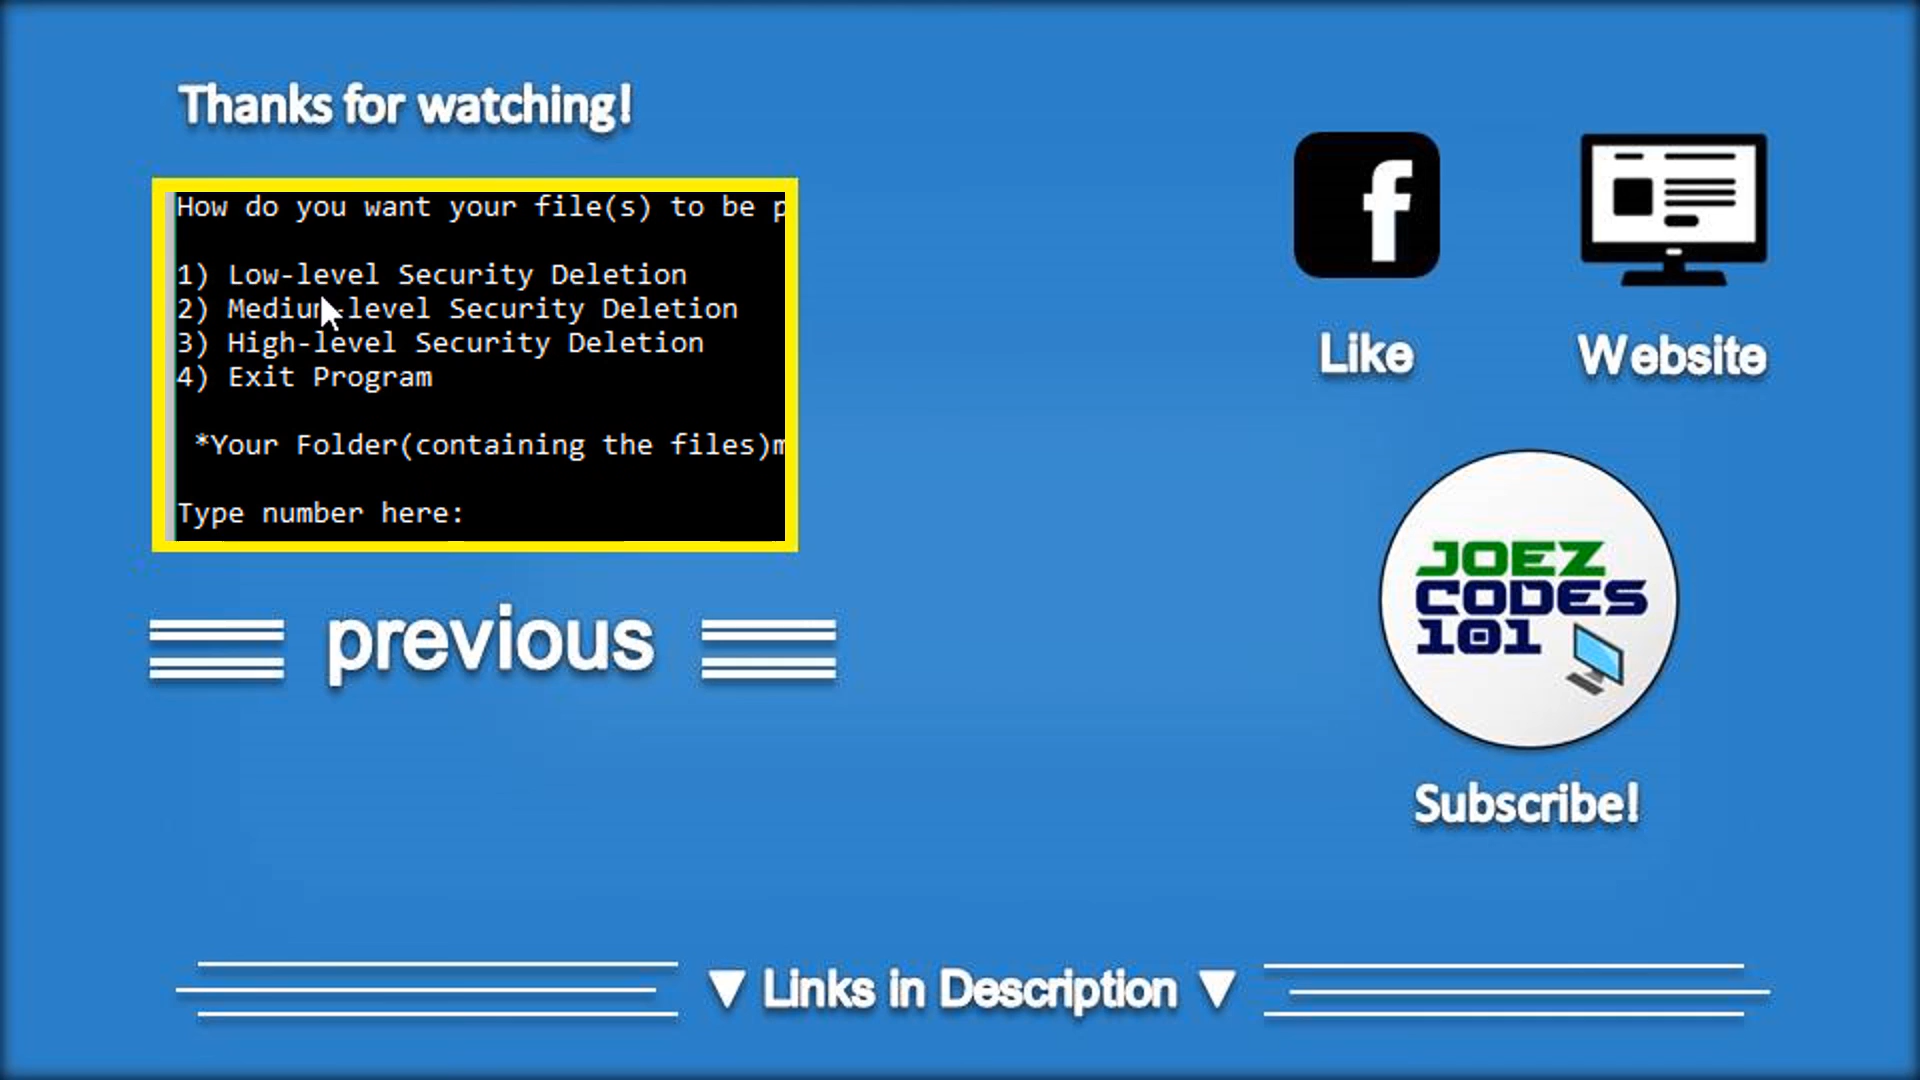 Thanks for watching!
How do you want your file(s) to be p
1) Low-level Security Deletion
2) Medium-level Security Deletion
3) High-level Security Deletion
4) Exit Program
*Your Folder(containing the files)m
Type number here:
previous
f
Like
Website
JOEZ
CODES
101
Subscribe!
▼ Links in Description ▼